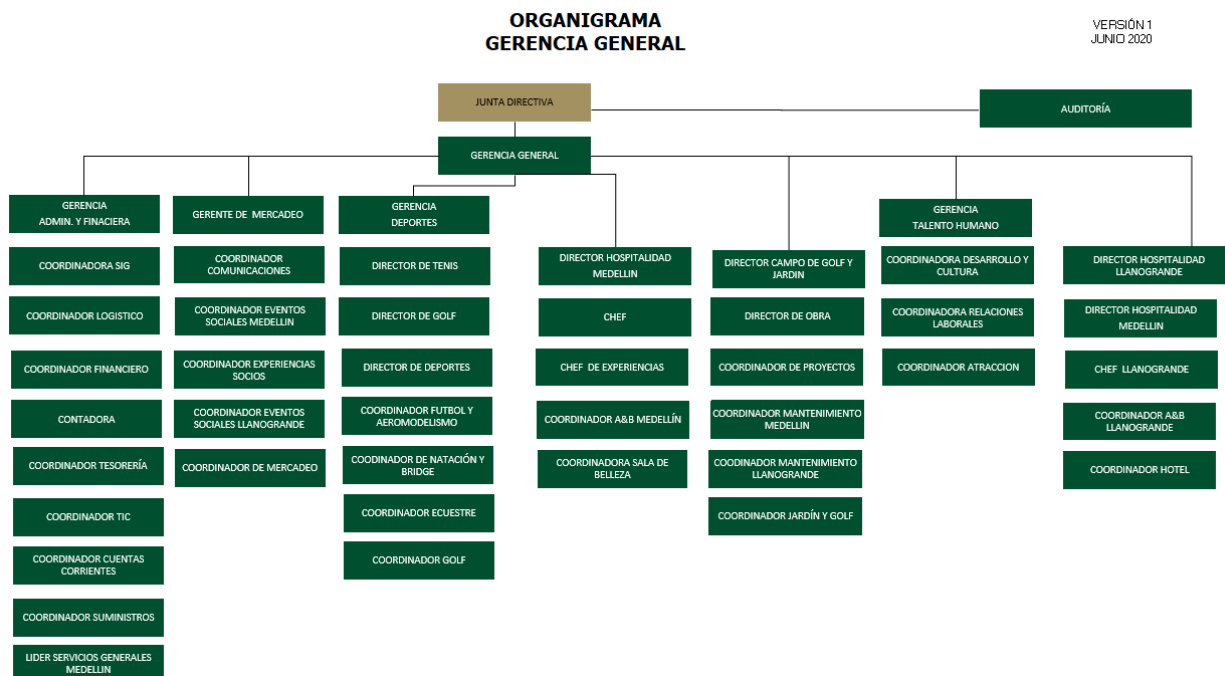 ORGANIGRAMA
GERENCIA GENERAL
VERSIÓN 1
JUNIO 2020
JUNTA DIRECTIVA
AUDITORÍA
GERENCIA GENERAL
GERENCIA
ADMIN. Y FINACIERA
COORDINADORA SIG
COORDINADOR LOGISTICO
COORDINADOR FINANCIERO
CONTADORA
COORDINADOR TESORERÍA
COORDINADOR TIC
COORDINADOR CUENTAS
CORRIENTES
COORDINADOR SUMINISTROS
LIDER SERVICIOS GENERALES
MEDELLIN
GERENTE DE MERCADEO
COORDINADOR
COMUNICACIONES
COORDINADOR EVENTOS
SOCIALES MEDELLIN
COORDINADOR EXPERIENCIAS
SOCIOS
COORDINADOR EVENTOS
SOCIALES LLANOGRANDE
COORDINADOR DE MERCADEO
GERENCIA
DEPORTES
DIRECTOR DE TENIS
DIRECTOR DE GOLF
DIRECTOR DE DEPORTES
COORDINADOR FUTBOL Y
AEROMODELISMO
COODINADOR DE NATACIÓN Y
BRIDGE
COORDINADOR ECUESTRE
COORDINADOR GOLF
DIRECTOR HOSPITALIDAD
MEDELLIN
CHEF
CHEF DE EXPERIENCIAS
COORDINADOR A&B MEDELLÍN
COORDINADORA SALA DE
BELLEZA
DIRECTOR CAMPO DE GOLF Y
JARDIN
DIRECTOR DE OBRA
COORDINADOR DE PROYECTOS
COORDINADOR MANTENIMIENTO
MEDELLIN
COODINADOR MANTENIMIENTO
LLANOGRANDE
COORDINADOR JARDÍN Y GOLF
GERENCIA
TALENTO HUMANO
COORDINADORA DESARROLLO Y
CULTURA
COORDINADORA RELACIONES
LABORALES
COORDINADOR ATRACCION
DIRECTOR HOSPITALIDAD
LLANOGRANDE
DIRECTOR HOSPITALIDAD
MEDELLIN
CHEF LLANOGRANDE
COORDINADOR A&B
LLANOGRANDE
COORDINADOR HOTEL